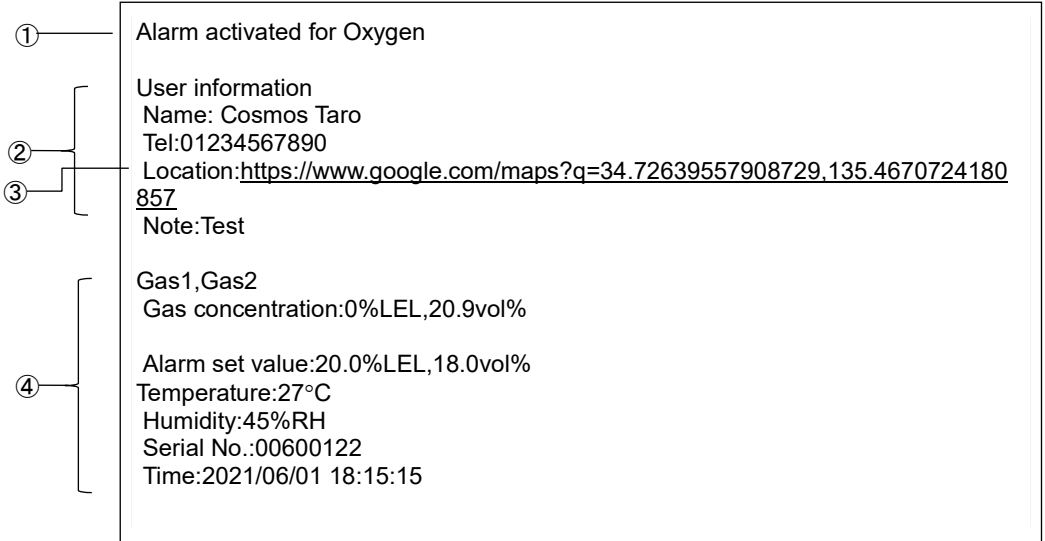 ① Alarm activated for Oxygen
User information
Name: Cosmos Taro
Tel:01234567890
②
③ Location:https://www.google.com/maps?q=34.72639557908729,135.4670724180
857
Note:Test
Gas1,Gas2
Gas concentration:0%LEL,20.9vol%
Alarm set value:20.0%LEL,18.0vol%
④ Temperature:27°C
Humidity:45%RH
Serial No.:00600122
Time:2021/06/01 18:15:15